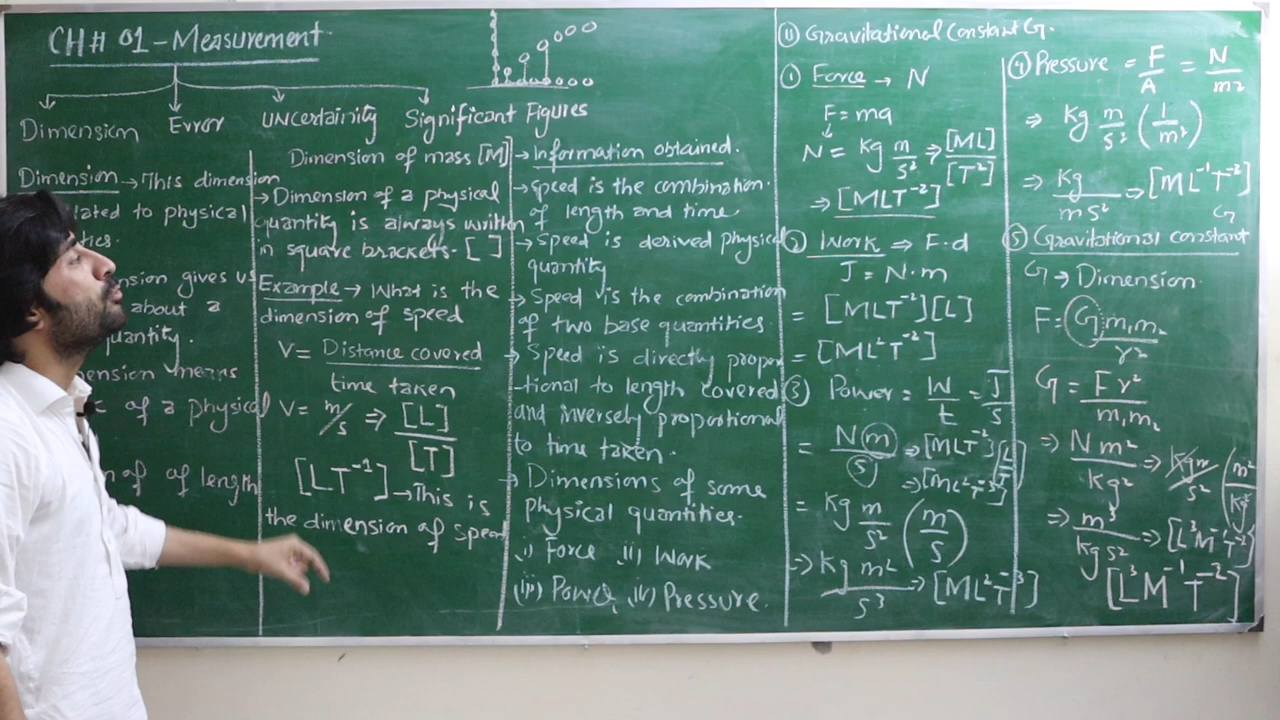 CH# 01 - Measurement.
Dimension Error Uncertainity Significant Figures
Dimension → This dimension
lated to physical
nsion gives us
about a
quantity.
ension means
of a physical
of of length
Dimension of mass [M]
→ Dimension of a physical
quantity is always written
in square brackets. [ ]
Example → What is the
dimension of speed
V = Distance covered
time taken
V = m/s ⇒ [L]
[T]
[LT⁻¹] → This is
the dimension of speed
→ Information obtained.
→ Speed is the combination.
of length and time
→ Speed is derived physical
quantity
→ Speed is the combination
of two base quantities.
→ Speed is directly propor
-tional to length covered
and inversely proportional
to time taken.
→ Dimensions of some
physical quantities.
(i) Force (ii) Work
(iii) Power (iv) Pressure.
Gravitational Constant G.
① Force → N
F = ma
N = kg m/s² ⇒ [ML]/[T²]
⇒ [MLT⁻²]
② Work ⇒ F.d
J = N.m
= [MLT⁻²][L]
= [ML²T⁻²]
③ Power = W/t = J/s
= N m/s ⇒ [MLT⁻²]
⇒ [ML²T⁻³]
= kg m/s² (m/s)
⇒ kg m²/s³ → [ML²T⁻³]
④ Pressure = F/A = N/m²
⇒ kg m/s² (1/m²)
⇒ kg/ms² ⇒ [ML⁻¹T⁻²]
G
⑤ Gravitational constant
G → Dimension.
F = G m₁m₂/r²
G = Fr²/m₁m₂
⇒ Nm²/kg² ⇒ kgm/s² (m²/kg²)
⇒ m³/kg s² ⇒ [L³M⁻¹T⁻²]
[L³M⁻¹T⁻²]